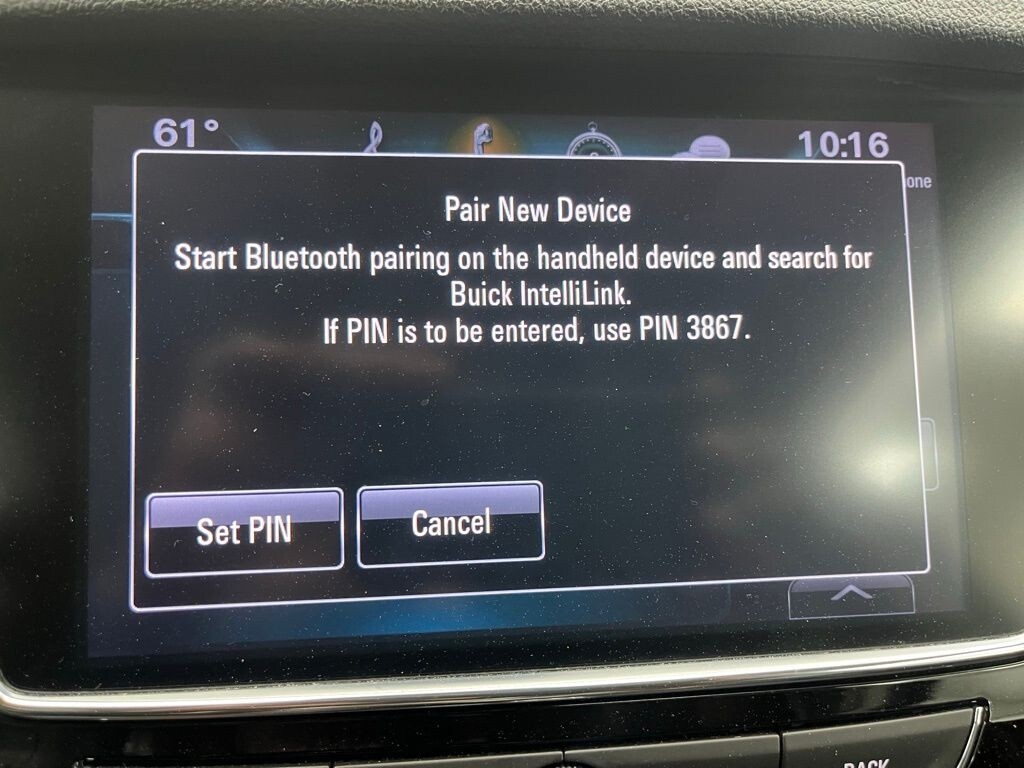 61°
10:16
one
Pair New Device
Start Bluetooth pairing on the handheld device and search for
Buick IntelliLink.
If PIN is to be entered, use PIN 3867.
Set PIN
Cancel
BACK